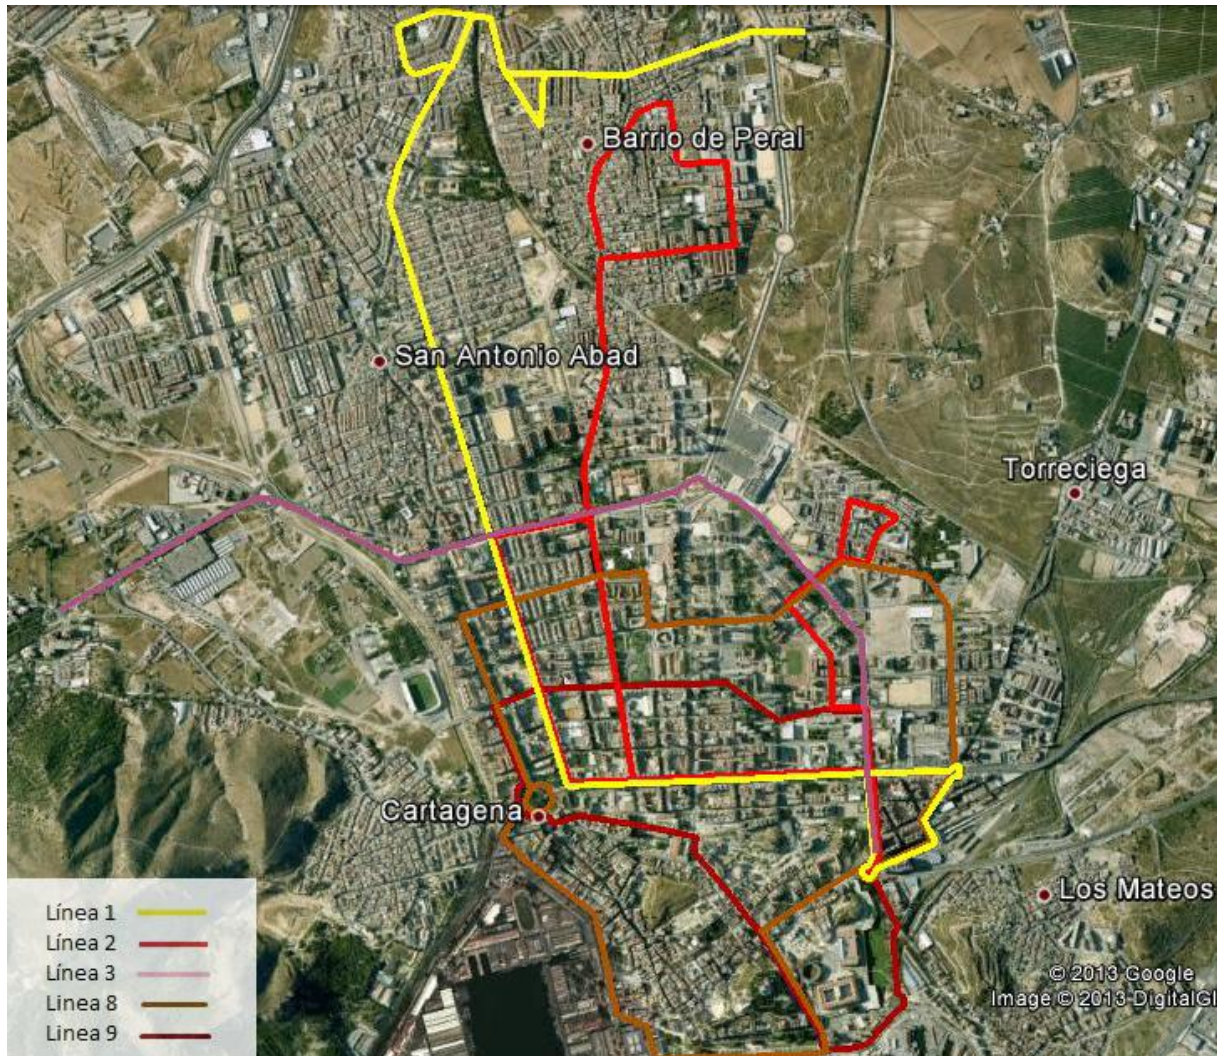 Barrio de Peral
San Antonio Abad
Torreciega
Cartagena
Los Mateos
Línea 1
Línea 2
Línea 3
Linea 8
Linea 9
© 2013 Google
Image © 2013 DigitalGl